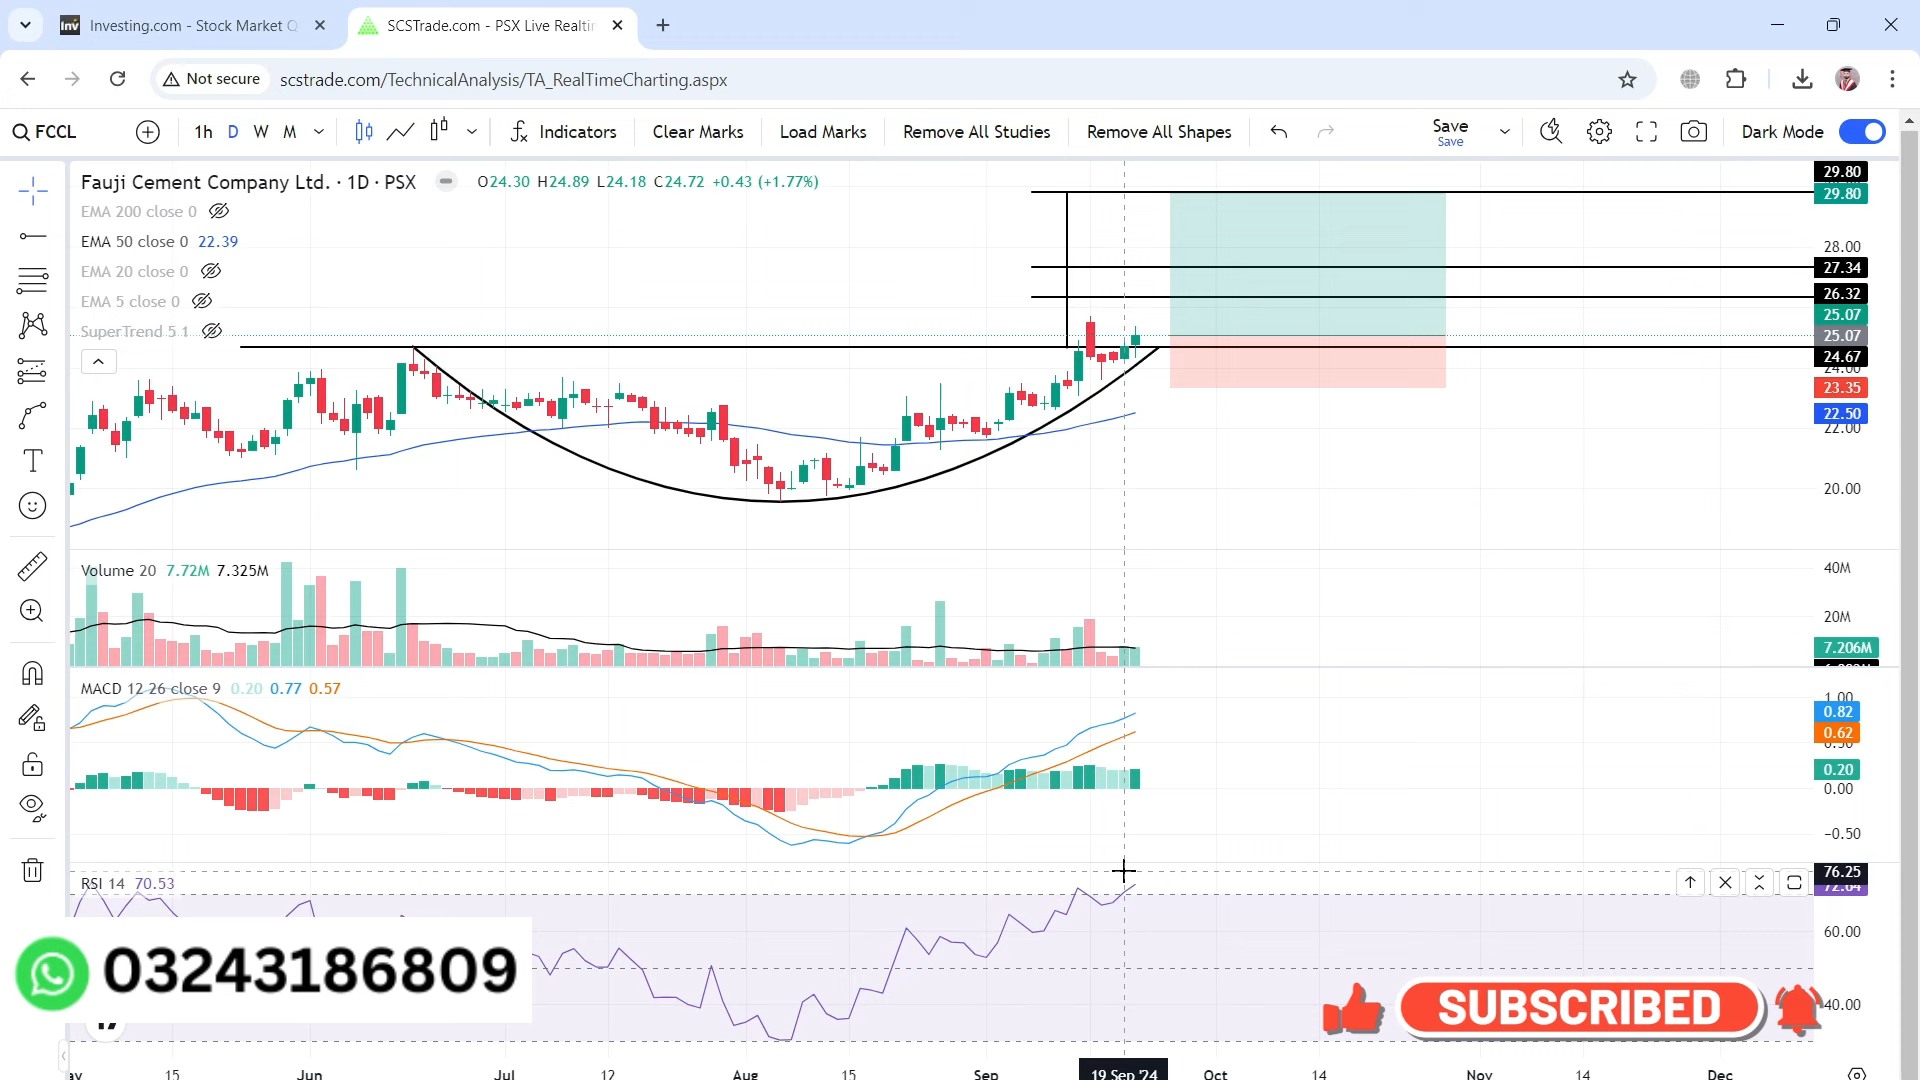 Investing.com - Stock Market Q
SCSTrade.com - PSX Live Realti
Not secure
scstrade.com/TechnicalAnalysis/TA_RealTimeCharting.aspx
FCCL
1h D W M
Indicators
Clear Marks
Load Marks
Remove All Studies
Remove All Shapes
Save
Save
Dark Mode
Fauji Cement Company Ltd. · 1D · PSX
O24.30 H24.89 L24.18 C24.72 +0.43 (+1.77%)
EMA 200 close 0
EMA 50 close 0 22.39
EMA 20 close 0
EMA 5 close 0
SuperTrend 5 1
29.80
29.80
28.00
27.34
26.32
25.07
25.07
24.67
24.00
23.35
22.50
22.00
20.00
Volume 20 7.72M 7.325M
40M
20M
7.206M
MACD 12 26 close 9 0.20 0.77 0.57
1.00
0.82
0.62
0.50
0.20
0.00
−0.50
RSI 14 70.53
76.25
72.64
60.00
40.00
03243186809
SUBSCRIBED
15 Jun Jul 12 Aug 15 Sep 19 Sep '24 Oct 14 Nov 14 Dec